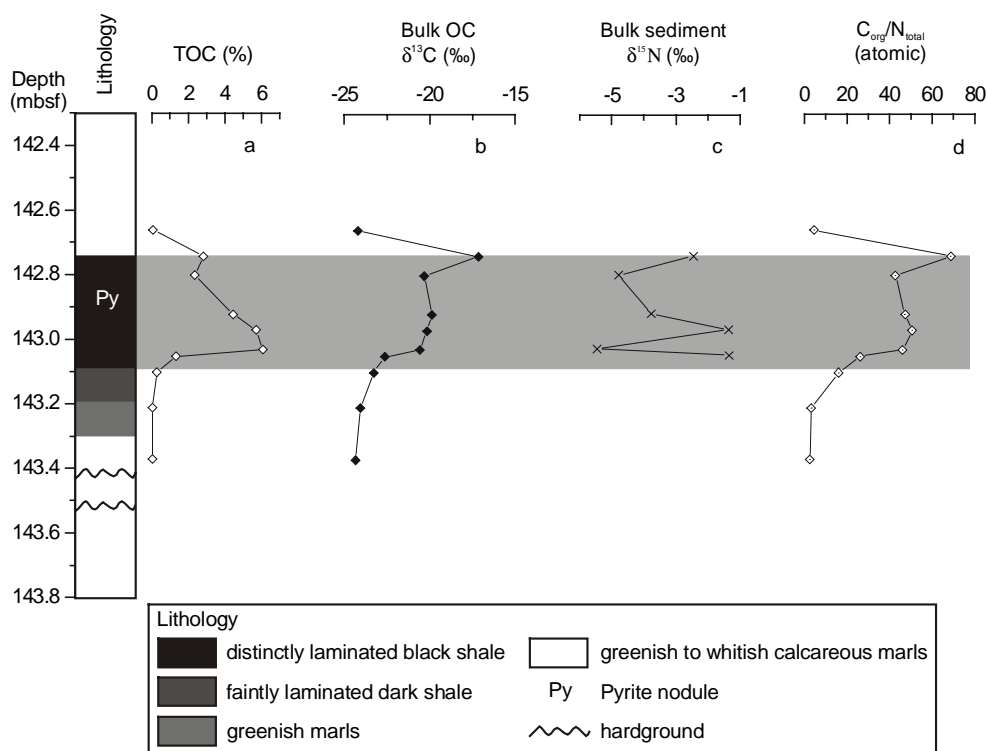 Depth
(mbsf)
Lithology
TOC (%)
Bulk OC
δ¹³C (‰)
Bulk sediment
δ¹⁵N (‰)
C_org/N_total
(atomic)
0 2 4 6
-25 -20 -15
-5 -3 -1
0 20 40 60 80
a
b
c
d
142.4
142.6
142.8
143.0
143.2
143.4
143.6
143.8
Py
Lithology
distinctly laminated black shale
greenish to whitish calcareous marls
faintly laminated dark shale
Py Pyrite nodule
greenish marls
hardground